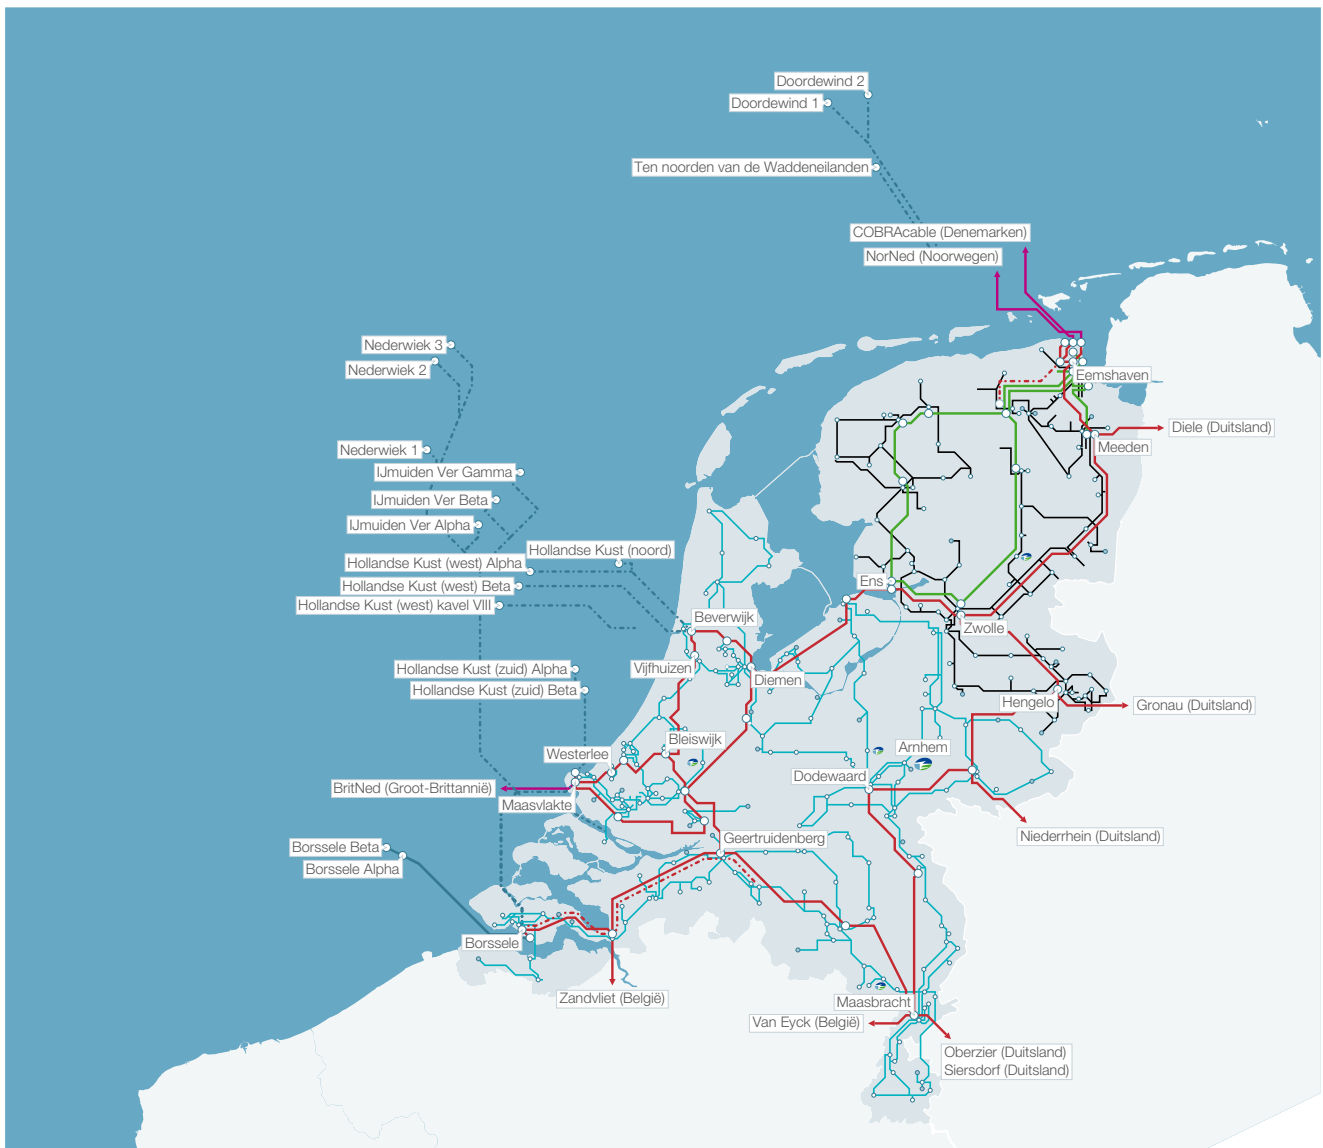 Doordewind 2
Doordewind 1
Ten noorden van de Waddeneilanden
COBRAcable (Denemarken)
NorNed (Noorwegen)
Nederwiek 3
Nederwiek 2
Eemshaven
Diele (Duitsland)
Meeden
Nederwiek 1
IJmuiden Ver Gamma
IJmuiden Ver Beta
IJmuiden Ver Alpha
Hollandse Kust (noord)
Hollandse Kust (west) Alpha
Hollandse Kust (west) Beta
Hollandse Kust (west) kavel VIII
Ens
Beverwijk
Zwolle
Vijfhuizen
Hollandse Kust (zuid) Alpha
Diemen
Hollandse Kust (zuid) Beta
Hengelo
Gronau (Duitsland)
Bleiswijk
Arnhem
Westerlee
Dodewaard
BritNed (Groot-Brittannië)
Maasvlakte
Niederrhein (Duitsland)
Geertruidenberg
Borssele Beta
Borssele Alpha
Borssele
Zandvliet (België)
Maasbracht
Van Eyck (België)
Oberzier (Duitsland)
Siersdorf (Duitsland)